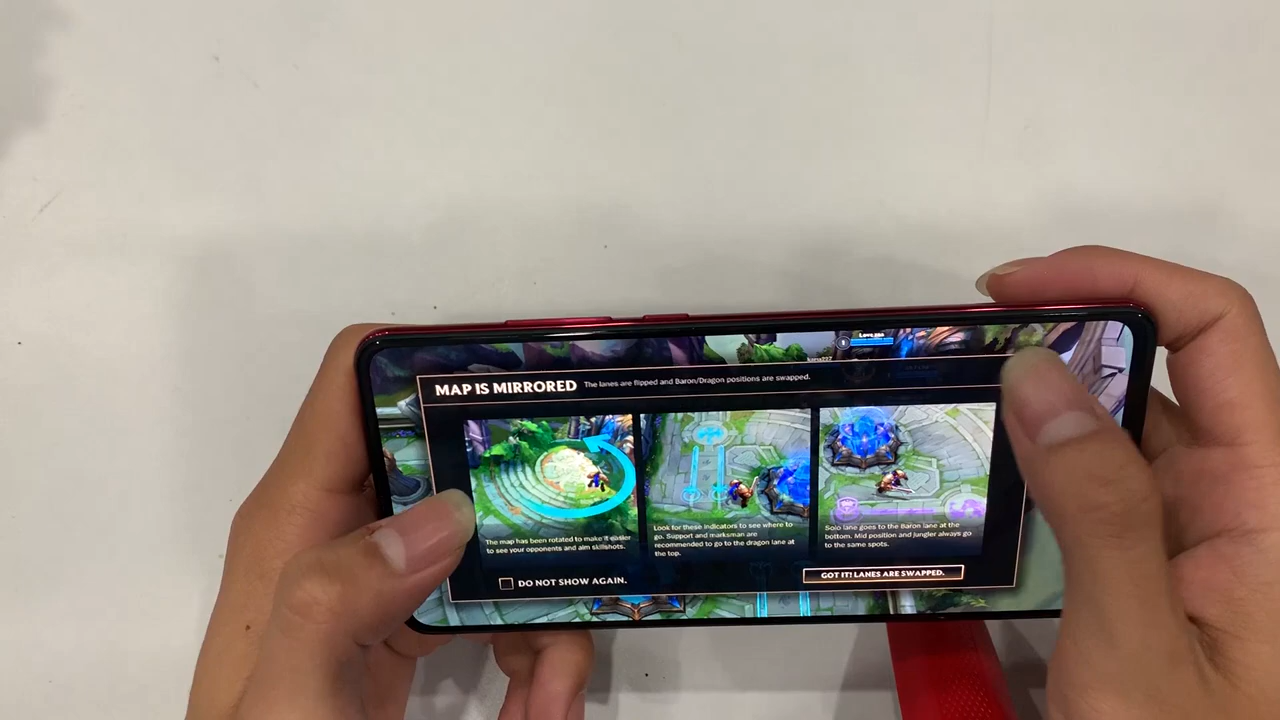 1
Love200
MAP IS MIRRORED The lanes are flipped and Baron/Dragon positions are swapped.
The map has been rotated to make it easier
to see your opponents and aim skillshots.
Look for these indicators to see where to
go. Support and marksman are
recommended to go to the dragon lane at
the top.
Solo lane goes to the Baron lane at the
bottom. Mid position and jungler always go
to the same spots.
DO NOT SHOW AGAIN.
GOT IT! LANES ARE SWAPPED.